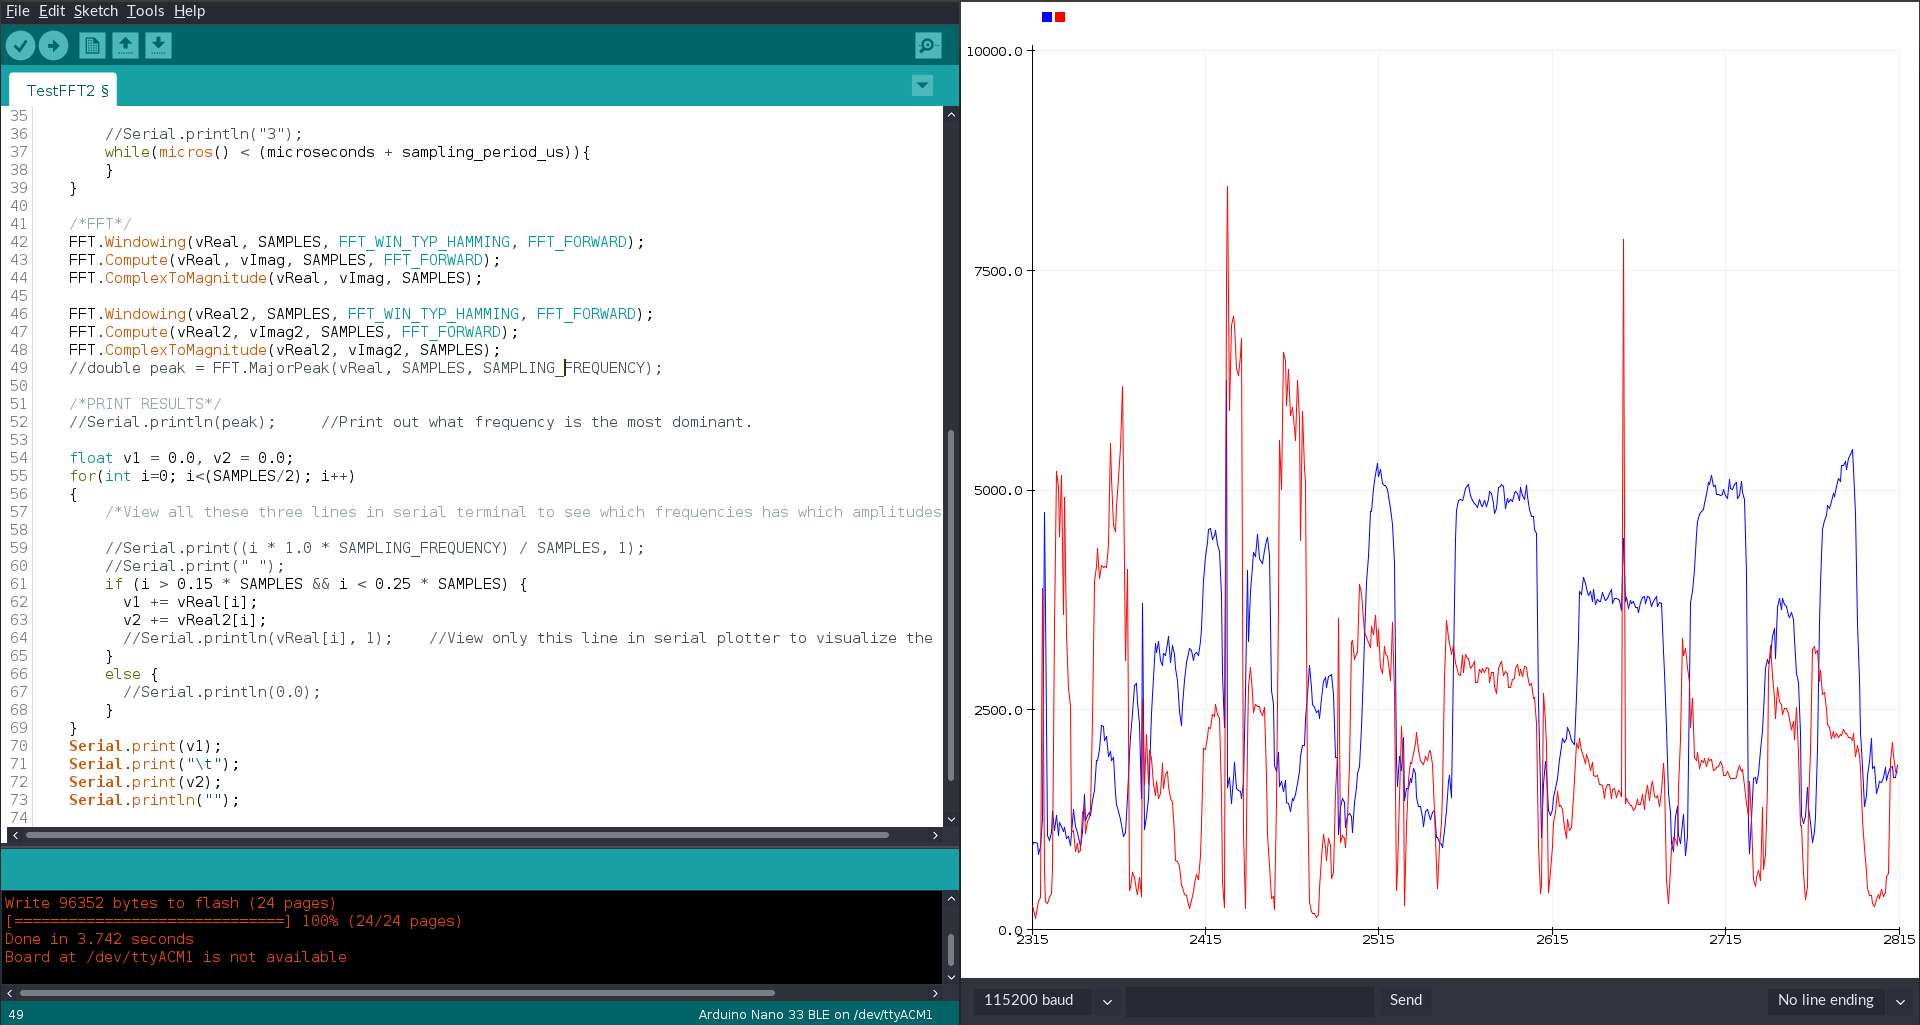 File Edit Sketch Tools Help
TestFFT2 §
35
36 //Serial.println("3");
37 while(micros() < (microseconds + sampling_period_us)){
38 }
39 }
40
41 /*FFT*/
42 FFT.Windowing(vReal, SAMPLES, FFT_WIN_TYP_HAMMING, FFT_FORWARD);
43 FFT.Compute(vReal, vImag, SAMPLES, FFT_FORWARD);
44 FFT.ComplexToMagnitude(vReal, vImag, SAMPLES);
45
46 FFT.Windowing(vReal2, SAMPLES, FFT_WIN_TYP_HAMMING, FFT_FORWARD);
47 FFT.Compute(vReal2, vImag2, SAMPLES, FFT_FORWARD);
48 FFT.ComplexToMagnitude(vReal2, vImag2, SAMPLES);
49 //double peak = FFT.MajorPeak(vReal, SAMPLES, SAMPLING_FREQUENCY);
50
51 /*PRINT RESULTS*/
52 //Serial.println(peak);     //Print out what frequency is the most dominant.
53
54 float v1 = 0.0, v2 = 0.0;
55 for(int i=0; i<(SAMPLES/2); i++)
56 {
57 /*View all these three lines in serial terminal to see which frequencies has which amplitudes
58
59 //Serial.print((i * 1.0 * SAMPLING_FREQUENCY) / SAMPLES, 1);
60 //Serial.print(" ");
61 if (i > 0.15 * SAMPLES && i < 0.25 * SAMPLES) {
62 v1 += vReal[i];
63 v2 += vReal2[i];
64 //Serial.println(vReal[i], 1);    //View only this line in serial plotter to visualize the
65 }
66 else {
67 //Serial.println(0.0);
68 }
69 }
70 Serial.print(v1);
71 Serial.print("\t");
72 Serial.print(v2);
73 Serial.println("");
74
Write 96352 bytes to flash (24 pages)
[==============================] 100% (24/24 pages)
Done in 3.742 seconds
Board at /dev/ttyACM1 is not available
49
Arduino Nano 33 BLE on /dev/ttyACM1
10000.0
7500.0
5000.0
2500.0
0.0
2315 2415 2515 2615 2715 2815
115200 baud
Send
No line ending